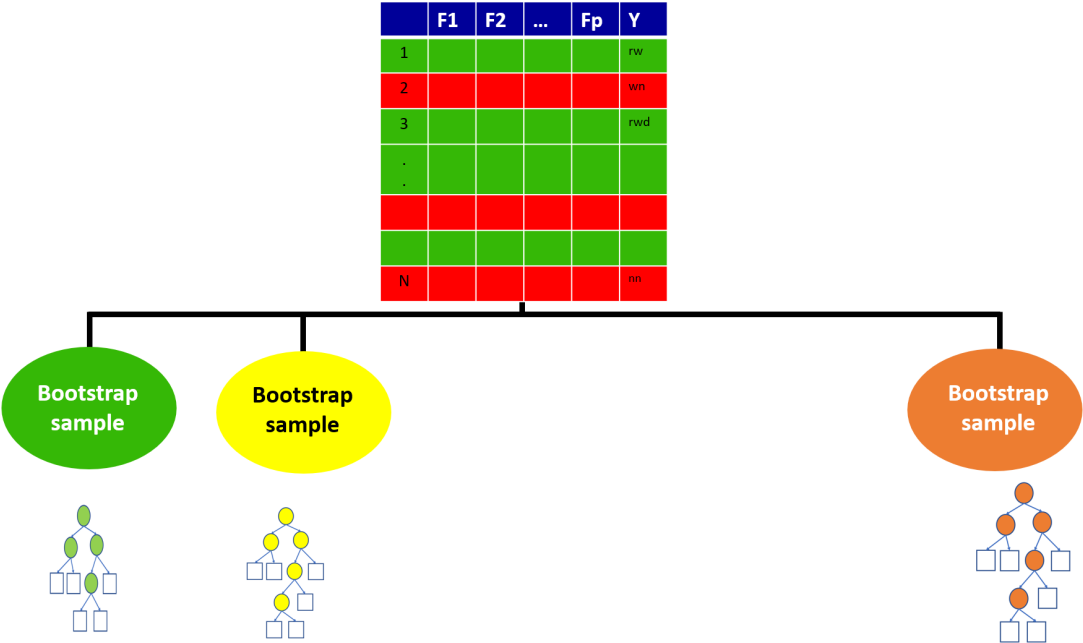 F1 F2 ... Fp Y
1 rw
2 wn
3 rwd
.
.
N nn
Bootstrap
sample
Bootstrap
sample
Bootstrap
sample